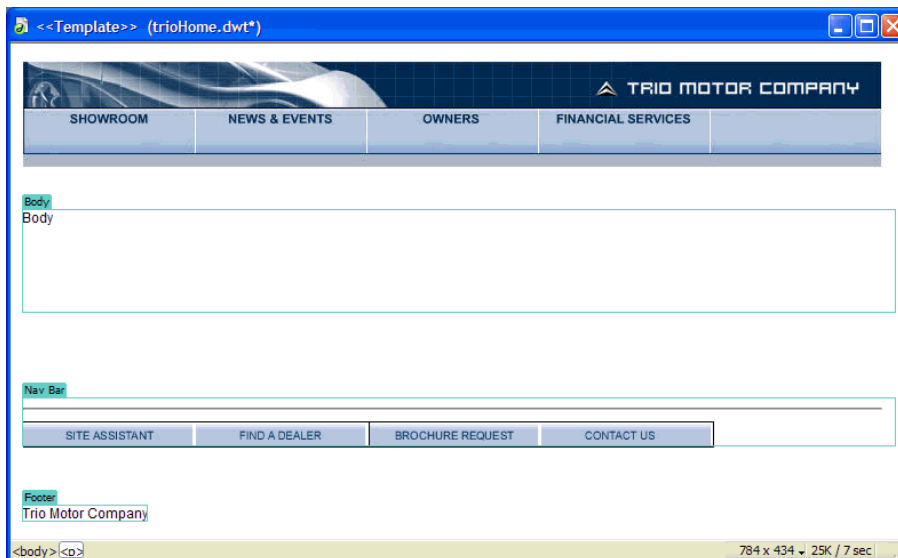 <<Template>> (trioHome.dwt*)
TRIO MOTOR COMPANY
SHOWROOM NEWS & EVENTS OWNERS FINANCIAL SERVICES
Body
Body
Nav Bar
SITE ASSISTANT FIND A DEALER BROCHURE REQUEST CONTACT US
Footer
Trio Motor Company
<body> <p> 784 x 434 25K / 7 sec